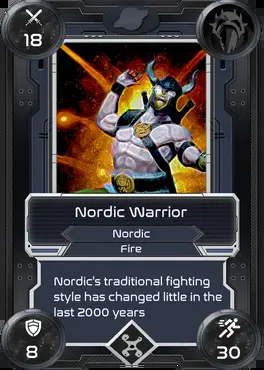 18
Nordic Warrior
Nordic
Fire
Nordic's traditional fighting
style has changed little in the
last 2000 years
8
30